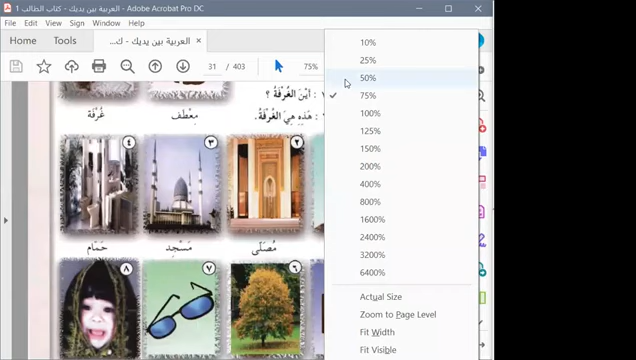 العربية بين يديك - كتاب الطالب 1 - Adobe Acrobat Pro DC
File Edit View Sign Window Help
Home Tools العربية بين يديك - ك...
31 / 403 75%
10%
25%
50%
75%
100%
125%
150%
200%
400%
800%
1600%
2400%
3200%
6400%
Actual Size
Zoom to Page Level
Fit Width
Fit Visible
: أَيْنَ الغُرْفَةُ ؟
: هَذِهِ هِيَ الغُرْفَةُ.
مِعْطَف غُرْفَة
٢ ٣ ٤
مُصَلَّى مَسْجِد حَمَّام
٦ ٧ ٨